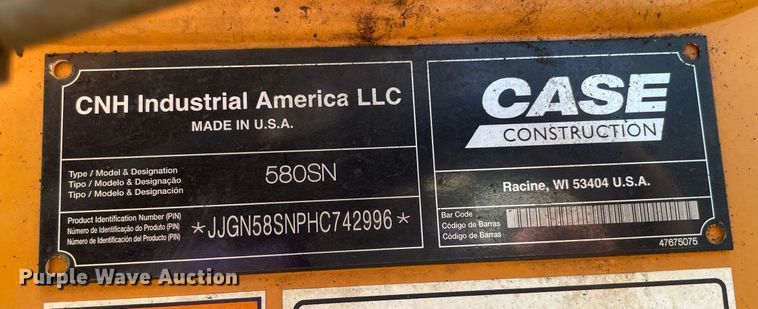 CNH Industrial America LLC
MADE IN U.S.A.
Type / Model & Designation
Tipo / Modelo & Designação
Tipo / Modelo & Designación
580SN
Product Identification Number (PIN)
Número de Identificação do Produto (PIN)
Número de Identificación del Producto (PIN)
*JJGN58SNPHC742996*
CASE
CONSTRUCTION
Racine, WI 53404 U.S.A.
Bar Code
Código de Barras
Código de Barras
47675075
Purple Wave Auction